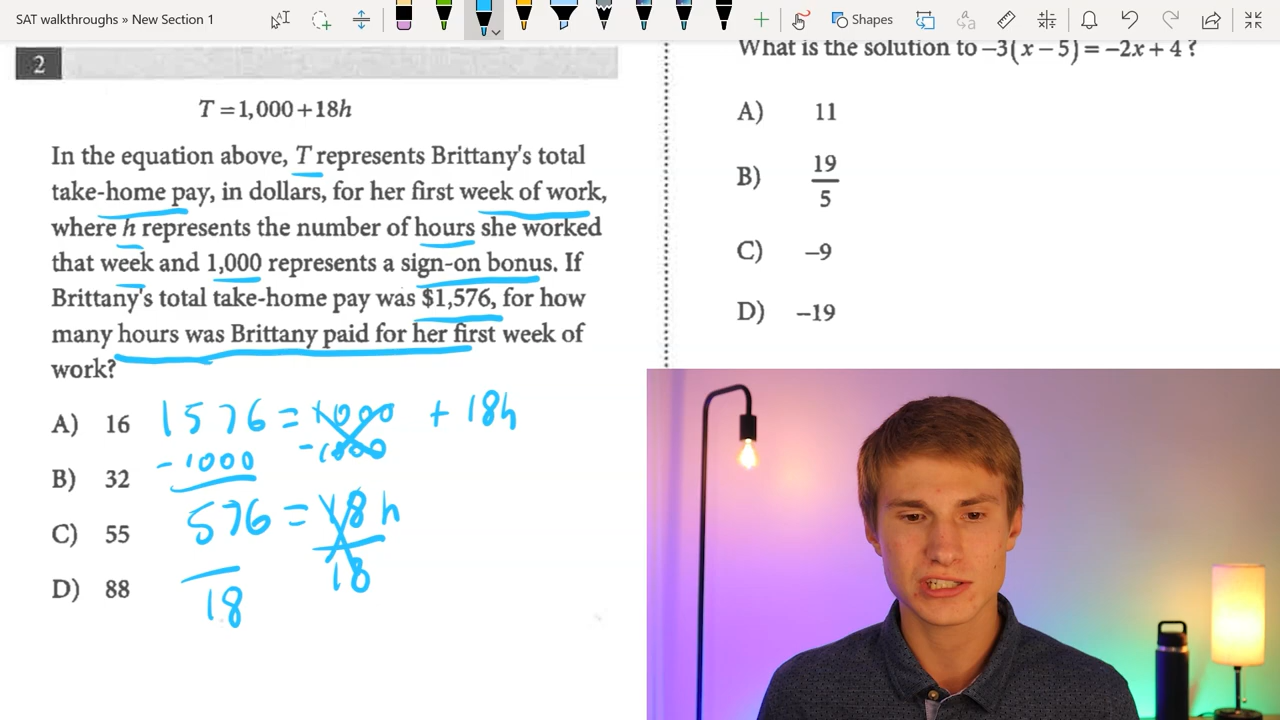 SAT walkthroughs » New Section 1
Shapes
2
T = 1,000 + 18h
In the equation above, T represents Brittany's total
take-home pay, in dollars, for her first week of work,
where h represents the number of hours she worked
that week and 1,000 represents a sign-on bonus. If
Brittany's total take-home pay was $1,576, for how
many hours was Brittany paid for her first week of
work?
A) 16
B) 32
C) 55
D) 88
1576 = 1000 + 18h
-1000 -1000
576 = 18h
18 18
What is the solution to –3(x – 5) = –2x + 4 ?
A) 11
B) 19/5
C) –9
D) –19